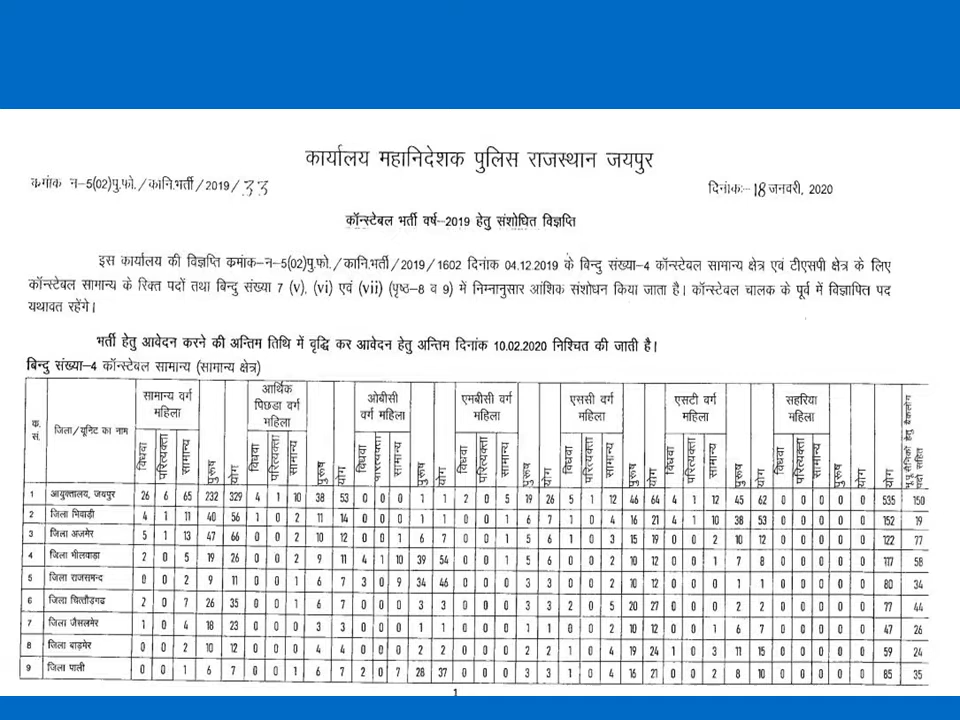 कार्यालय महानिदेशक पुलिस राजस्थान जयपुर
कमांक न-5(02)पु.फो./कानि.भर्ती/2019/33 दिनांकः-18 जनवरी, 2020
कॉन्स्टेबल भर्ती वर्ष-2019 हेतु संशोधित विज्ञप्ति
इस कार्यालय की विज्ञप्ति कमांक-न-5(02)पु.फो./कानि.भर्ती/2019/1602 दिनांक 04.12.2019 के बिन्दु संख्या-4 कॉन्स्टेबल सामान्य क्षेत्र एवं टीएसपी क्षेत्र के लिए
कॉन्स्टेबल सामान्य के रिक्त पदों तथा बिन्दु संख्या 7 (v), (vi) एवं (vii) (पृष्ठ-8 व 9) में निम्नानुसार आंशिक संशोधन किया जाता है। कॉन्स्टेबल चालक के पूर्व में विज्ञापित पद
यथावत रहेंगे।
भर्ती हेतु आवेदन करने की अन्तिम तिथि में वृद्धि कर आवेदन हेतु अन्तिम दिनांक 10.02.2020 निश्चित की जाती है।
बिन्दु संख्या-4 कॉन्स्टेबल सामान्य (सामान्य क्षेत्र)
क. सं. जिला/यूनिट का नाम सामान्य वर्ग महिला आर्थिक पिछडा वर्ग महिला ओबीसी वर्ग महिला एमबीसी वर्ग महिला एससी वर्ग महिला एसटी वर्ग महिला सहरिया महिला योग भू.पू.सैनिकों हेतु बैकलॉग पदों सहित
विधवा परित्यक्ता सामान्य पुरूष योग विधवा परित्यक्ता सामान्य पुरूष योग विधवा परित्यक्ता सामान्य पुरूष योग विधवा परित्यक्ता सामान्य पुरूष योग विधवा परित्यक्ता सामान्य पुरूष योग विधवा परित्यक्ता सामान्य पुरूष योग विधवा परित्यक्ता सामान्य पुरूष योग
1 आयुक्तालय, जयपुर 26 6 65 232 329 4 1 10 38 53 0 0 0 1 1 2 0 5 19 26 5 1 12 46 64 4 1 12 45 62 0 0 0 0 0 535 150
2 जिला भिवाड़ी 4 1 11 40 56 1 0 2 11 14 0 0 0 1 1 0 0 1 6 7 1 0 4 16 21 4 1 10 38 53 0 0 0 0 0 152 19
3 जिला अजमेर 5 1 13 47 66 0 0 2 10 12 0 0 1 6 7 0 0 1 5 6 1 0 3 15 19 0 0 2 10 12 0 0 0 0 0 122 77
4 जिला भीलवाडा 2 0 5 19 26 0 0 2 9 11 4 1 10 39 54 0 0 1 5 6 0 0 2 10 12 0 0 1 7 8 0 0 0 0 0 117 58
5 जिला राजसमन्द 0 0 2 9 11 0 0 1 6 7 3 0 9 34 46 0 0 0 3 3 0 0 2 10 12 0 0 0 1 1 0 0 0 0 0 80 34
6 जिला चित्तौड़गढ 2 0 7 26 35 0 0 1 6 7 0 0 0 3 3 0 0 0 3 3 2 0 5 20 27 0 0 0 2 2 0 0 0 0 0 77 44
7 जिला जैसलमेर 1 0 4 18 23 0 0 0 3 3 0 0 0 1 1 0 0 0 1 1 0 0 2 10 12 0 0 1 6 7 0 0 0 0 0 47 26
8 जिला बाड़मेर 0 0 2 10 12 0 0 0 4 4 0 0 0 2 2 0 0 0 2 2 1 0 4 19 24 1 0 3 11 15 0 0 0 0 0 59 24
9 जिला पाली 0 0 1 6 7 0 0 1 6 7 2 0 7 28 37 0 0 0 3 3 1 0 4 16 21 0 0 2 8 10 0 0 0 0 0 85 35
1